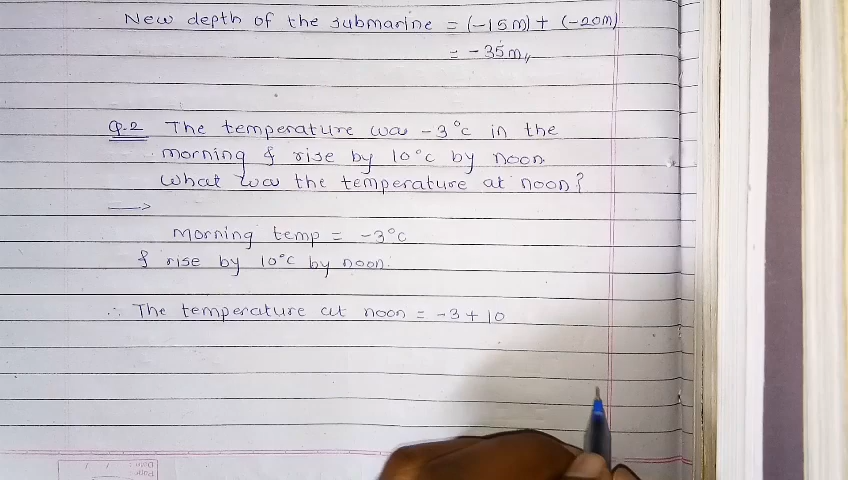 New depth of the submarine = (-15m) + (-20m)
= -35m,,
Q.2 The temperature was -3°c in the
morning & rise by 10°c by noon.
What was the temperature at noon?
→
Morning temp = -3°C
& rise by 10°C by noon.
∴ The temperature at noon = -3 + 10
Date / /
Page